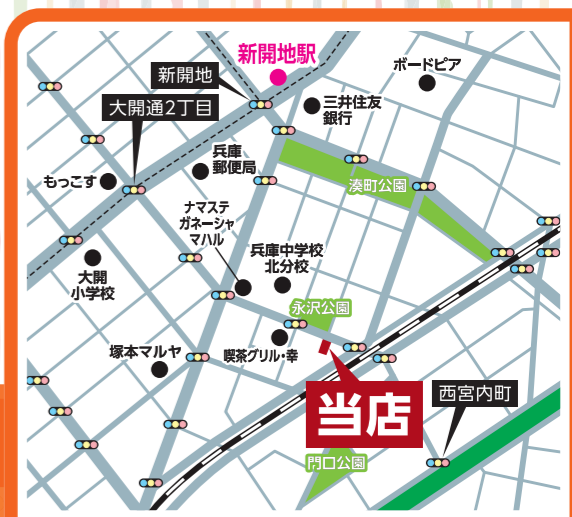 新開地駅
ボードピア
新開地
三井住友
銀行
大開通2丁目
兵庫
郵便局
もっこす
湊町公園
ナマステ
ガネーシャ
マハル
兵庫中学校
北分校
大開
小学校
永沢公園
塚本マルヤ
喫茶グリル・幸
当店
西宮内町
門口公園